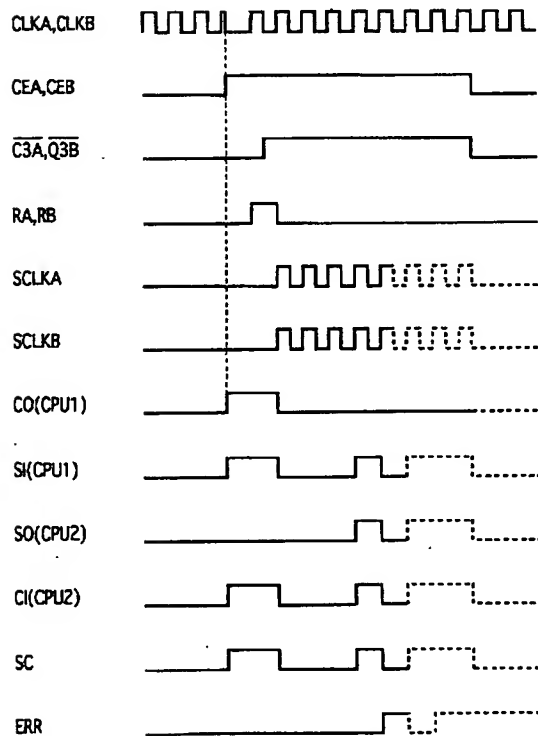 CLKA,CLKB
CEA,CEB
C3A,Q3B
RA,RB
SCLKA
SCLKB
CO(CPU1)
SI(CPU1)
SO(CPU2)
CI(CPU2)
SC
ERR